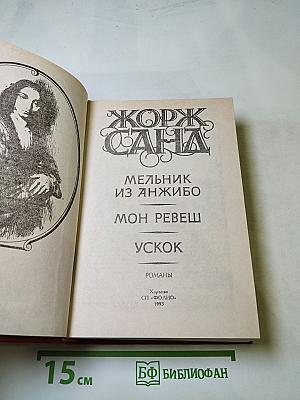 ЖОРЖ
САНД
МЕЛЬНИК
ИЗ АНЖИБО
МОН РЕВЕШ
УСКОК
РОМАНЫ
Харьков
СП «ФОЛИО»
1993
15 см
БФ БИБЛИОФАН